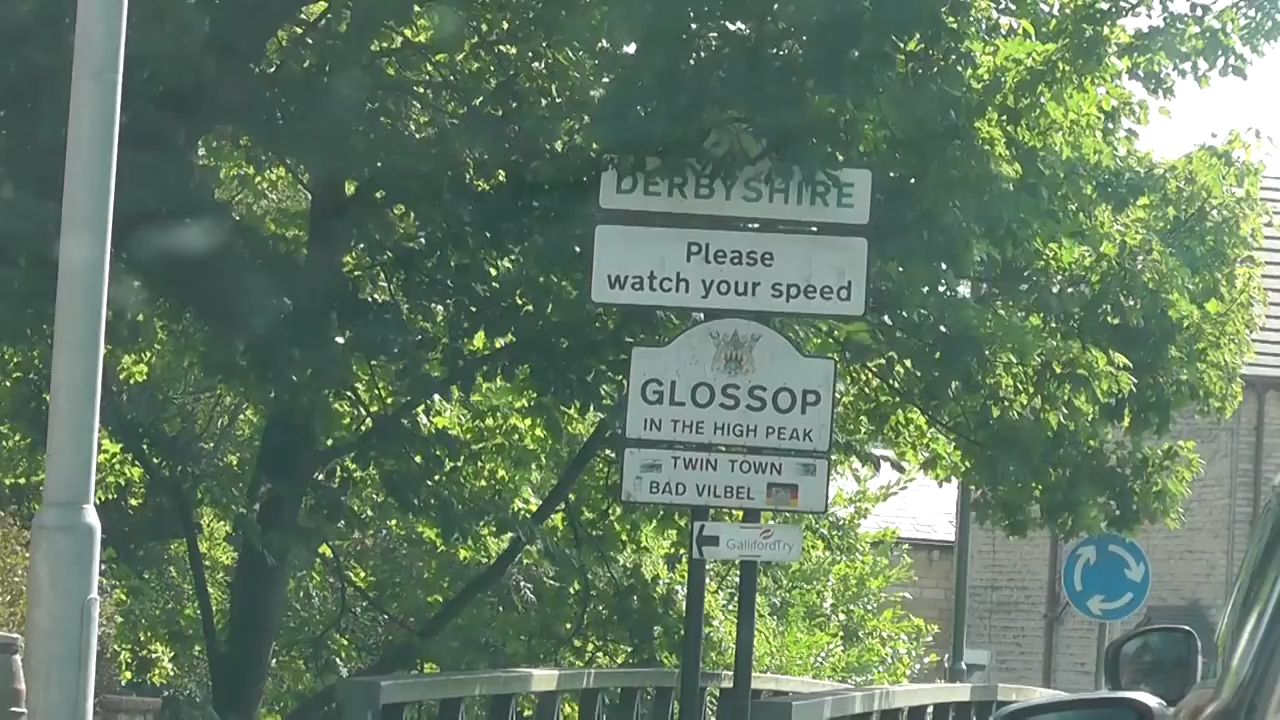 DERBYSHIRE
Please
watch your speed
GLOSSOP
IN THE HIGH PEAK
TWIN TOWN
BAD VILBEL
GallifordTry